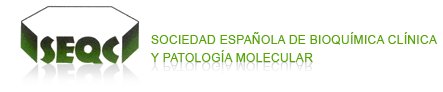 SEQC
SOCIEDAD ESPAÑOLA DE BIOQUÍMICA CLÍNICA
Y PATOLOGÍA MOLECULAR